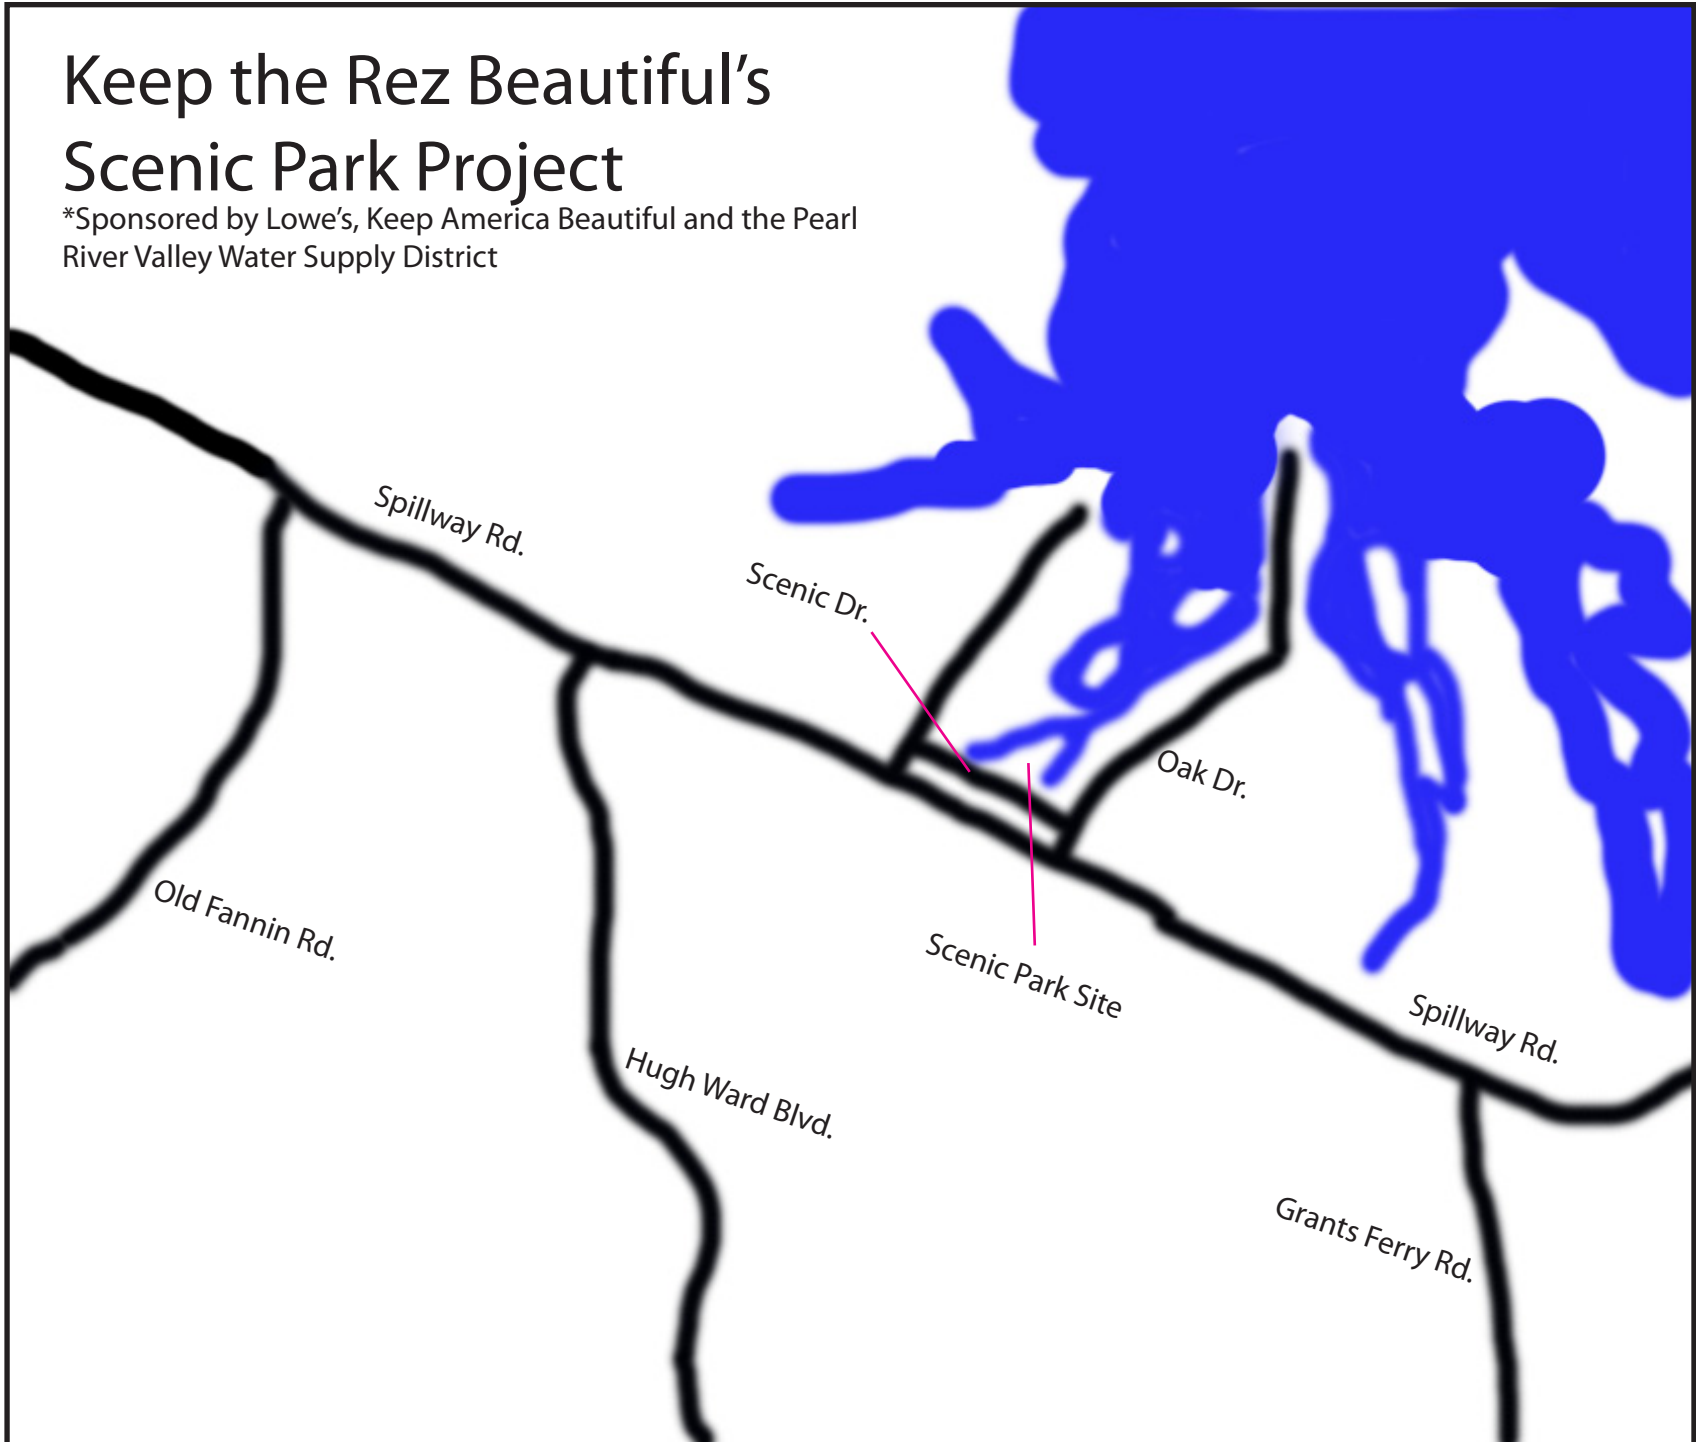 Keep the Rez Beautiful’s
Scenic Park Project
*Sponsored by Lowe’s, Keep America Beautiful and the Pearl
River Valley Water Supply District
Spillway Rd.
Scenic Dr.
Oak Dr.
Old Fannin Rd.
Scenic Park Site
Spillway Rd.
Hugh Ward Blvd.
Grants Ferry Rd.